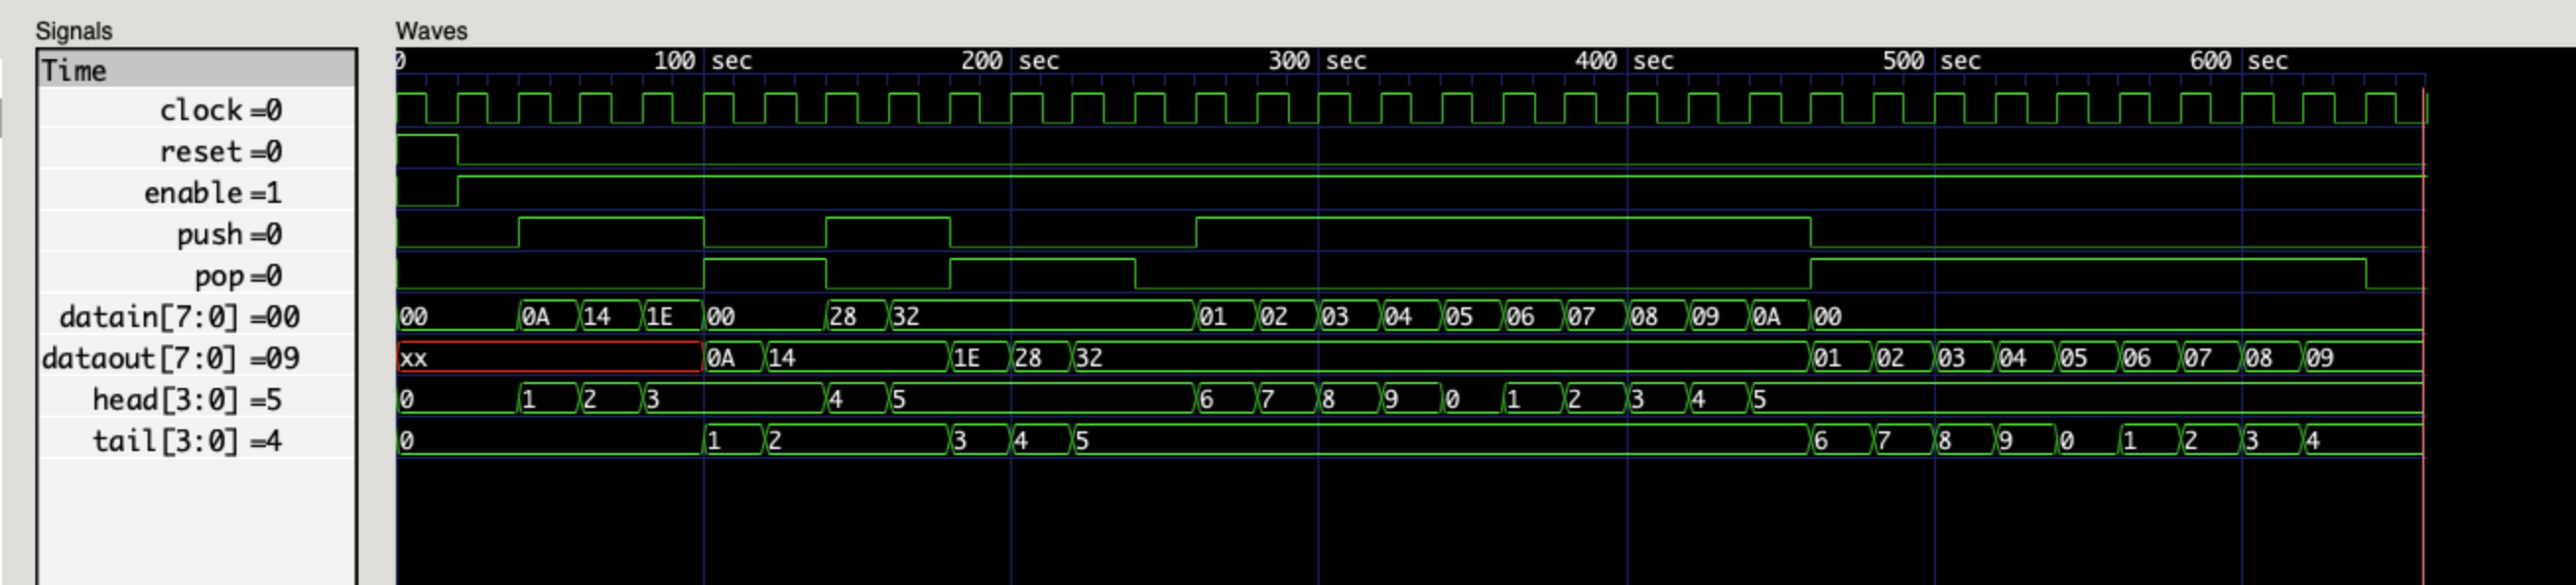 Signals Waves
Time 0 100 sec 200 sec 300 sec 400 sec 500 sec 600 sec
clock =0
reset =0
enable =1
push =0
pop =0
datain[7:0] =00 00 0A 14 1E 00 28 32 01 02 03 04 05 06 07 08 09 0A 00
dataout[7:0] =09 xx 0A 14 1E 28 32 01 02 03 04 05 06 07 08 09
head[3:0] =5 0 1 2 3 4 5 6 7 8 9 0 1 2 3 4 5
tail[3:0] =4 0 1 2 3 4 5 6 7 8 9 0 1 2 3 4